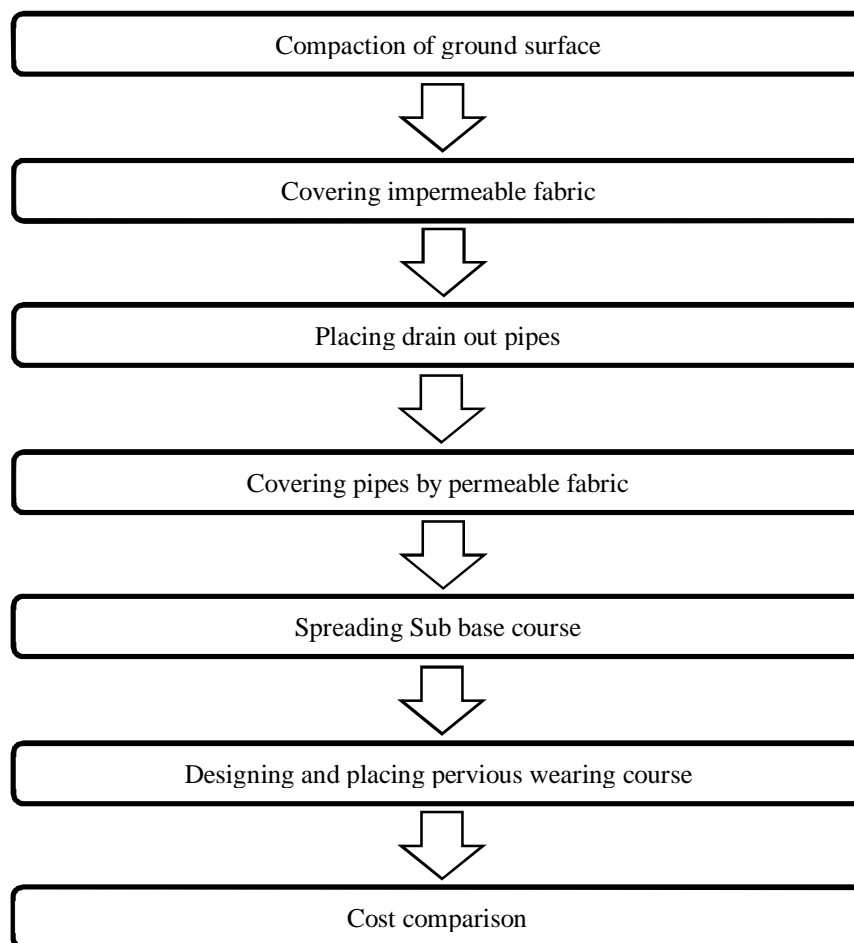 Compaction of ground surface
Covering impermeable fabric
Placing drain out pipes
Covering pipes by permeable fabric
Spreading Sub base course
Designing and placing pervious wearing course
Cost comparison